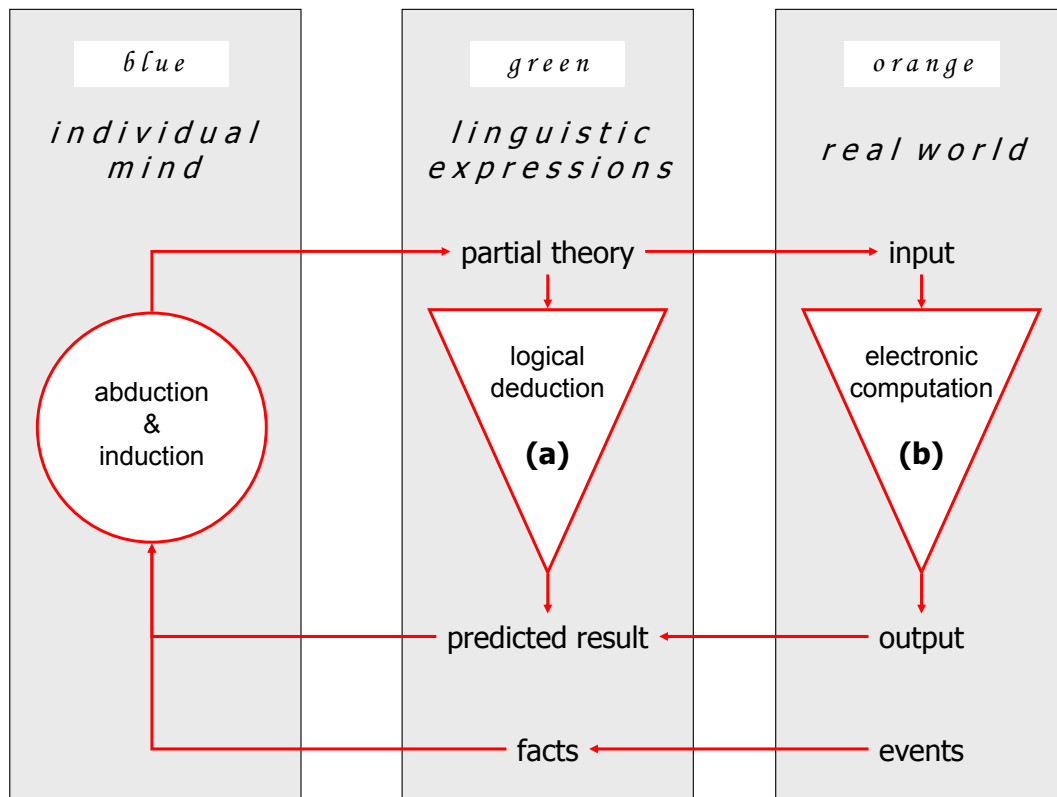 blue
green
orange
individual
mind
linguistic
expressions
real world
partial theory
input
abduction
&
induction
logical
deduction
(a)
electronic
computation
(b)
predicted result
output
facts
events